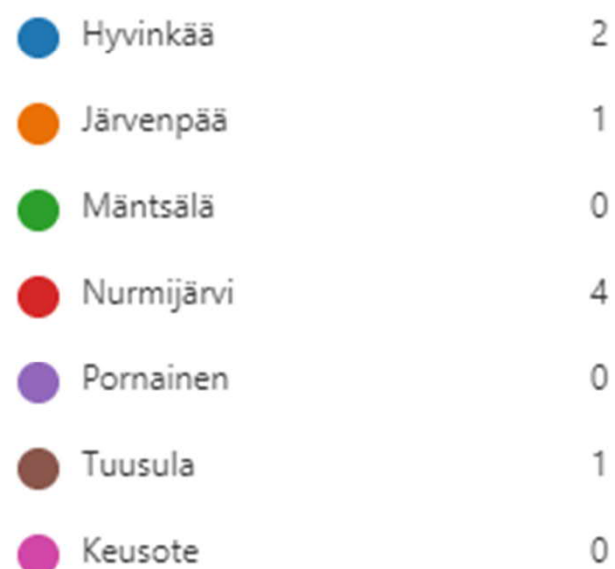 Hyvinkää 2
Järvenpää 1
Mäntsälä 0
Nurmijärvi 4
Pornainen 0
Tuusula 1
Keusote 0